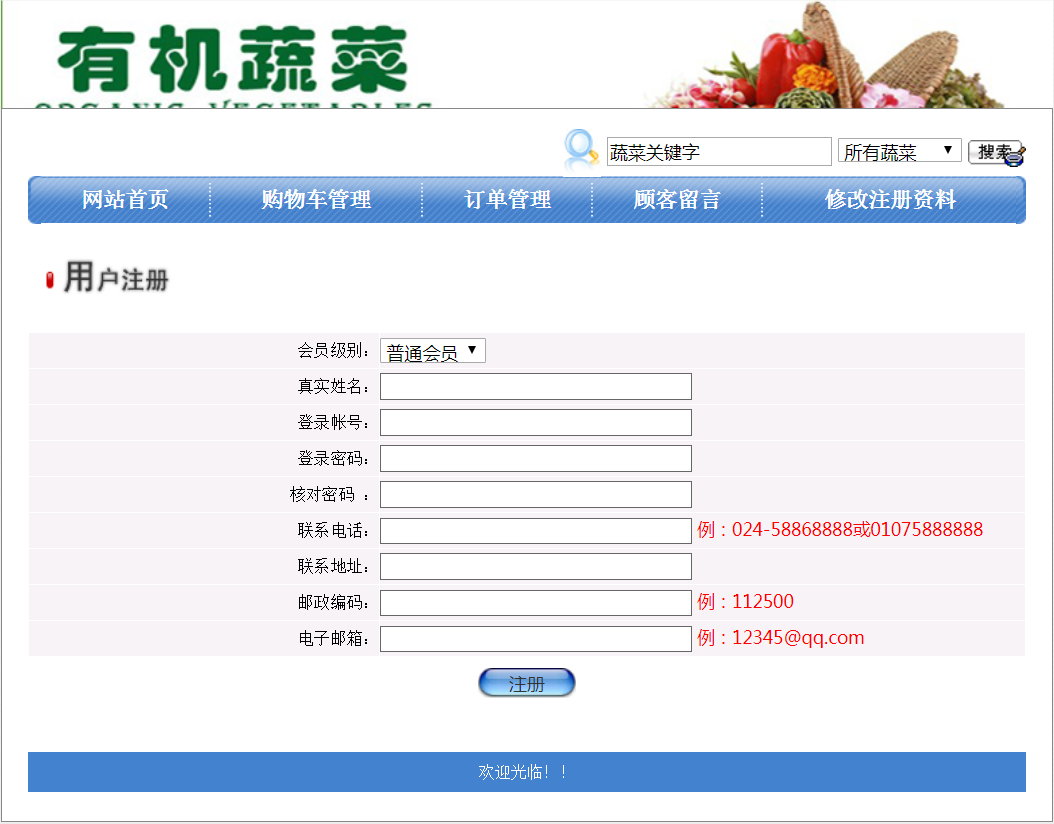 有机蔬菜
ORGANIC VEGETABLES
蔬菜关键字 所有蔬菜 搜索
网站首页 购物车管理 订单管理 顾客留言 修改注册资料
用户注册
会员级别： 普通会员
真实姓名：
登录帐号：
登录密码：
核对密码 ：
联系电话： 例：024-58868888或01075888888
联系地址：
邮政编码： 例：112500
电子邮箱： 例：12345@qq.com
注册
欢迎光临！！